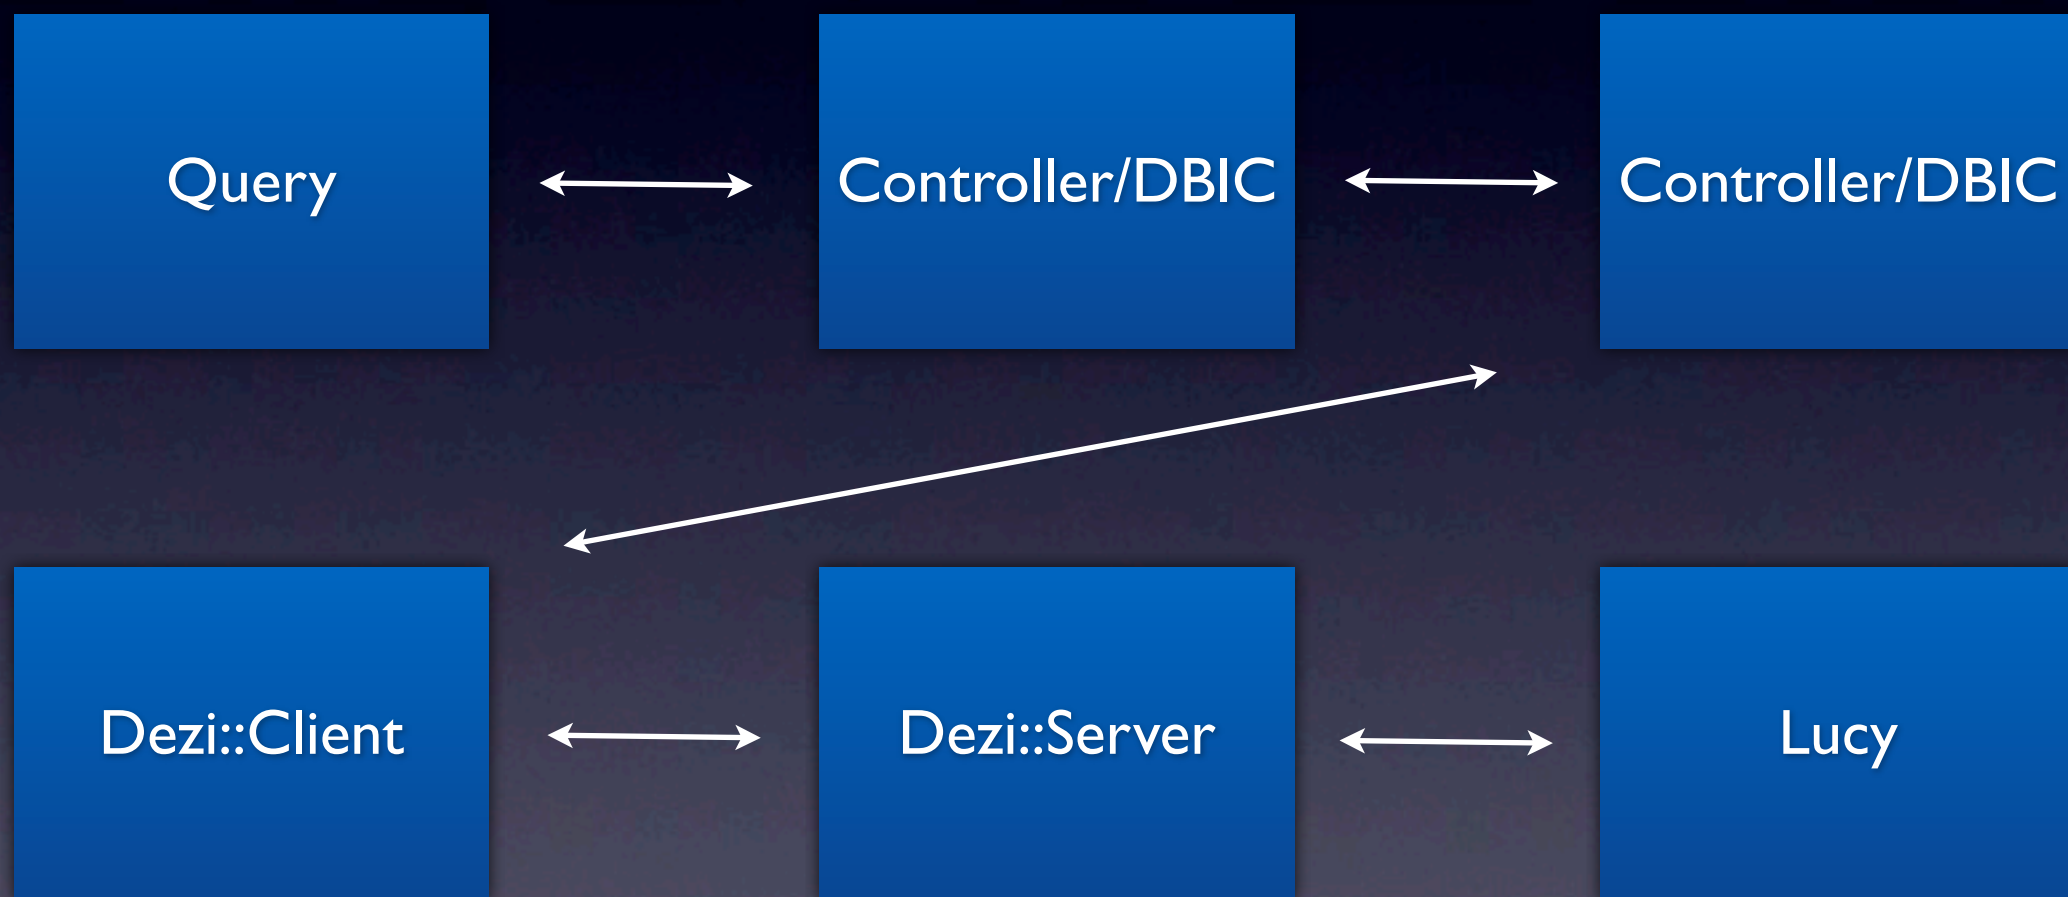 Query
Controller/DBIC
Controller/DBIC
Dezi::Client
Dezi::Server
Lucy